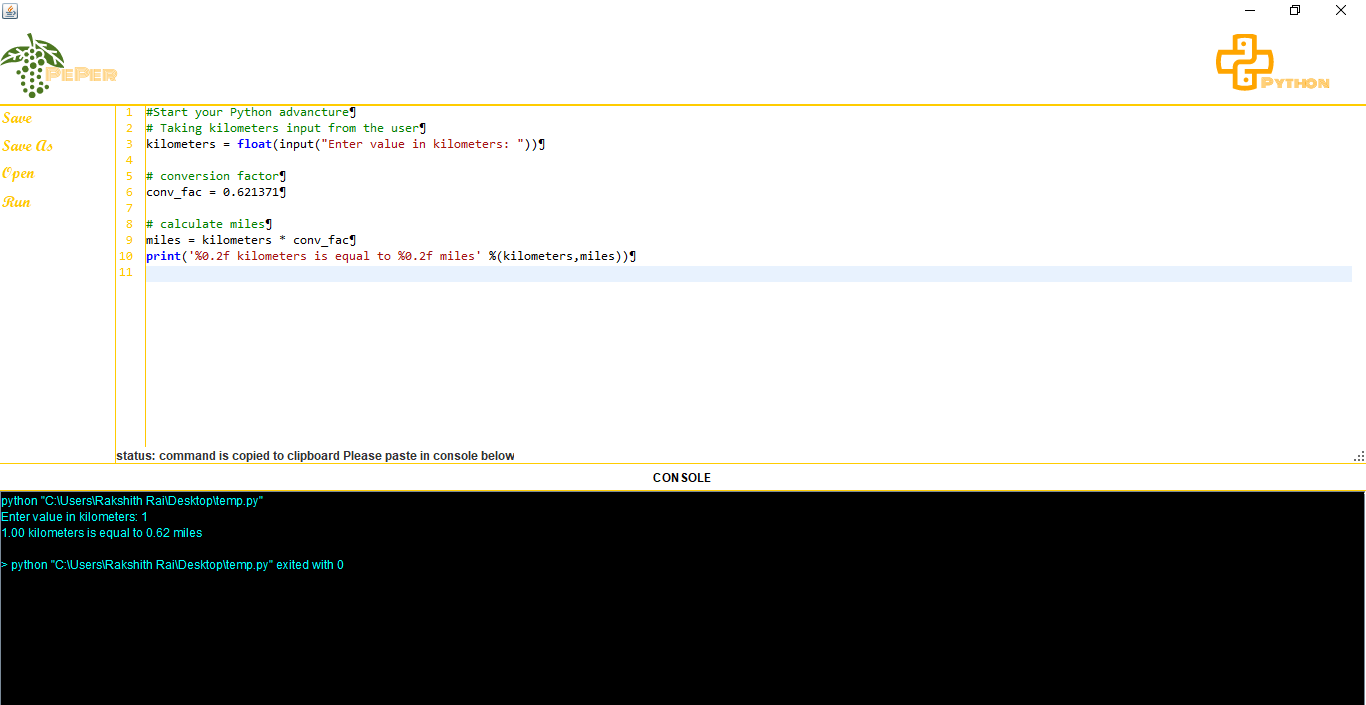 PePer
Python
Save
Save As
Open
Run
1 #Start your Python advancture¶
2 # Taking kilometers input from the user¶
3 kilometers = float(input("Enter value in kilometers: "))¶
4
5 # conversion factor¶
6 conv_fac = 0.621371¶
7
8 # calculate miles¶
9 miles = kilometers * conv_fac¶
10 print('%0.2f kilometers is equal to %0.2f miles' %(kilometers,miles))¶
11
status: command is copied to clipboard Please paste in console below
CONSOLE
python "C:\Users\Rakshith Rai\Desktop\temp.py"
Enter value in kilometers: 1
1.00 kilometers is equal to 0.62 miles
> python "C:\Users\Rakshith Rai\Desktop\temp.py" exited with 0